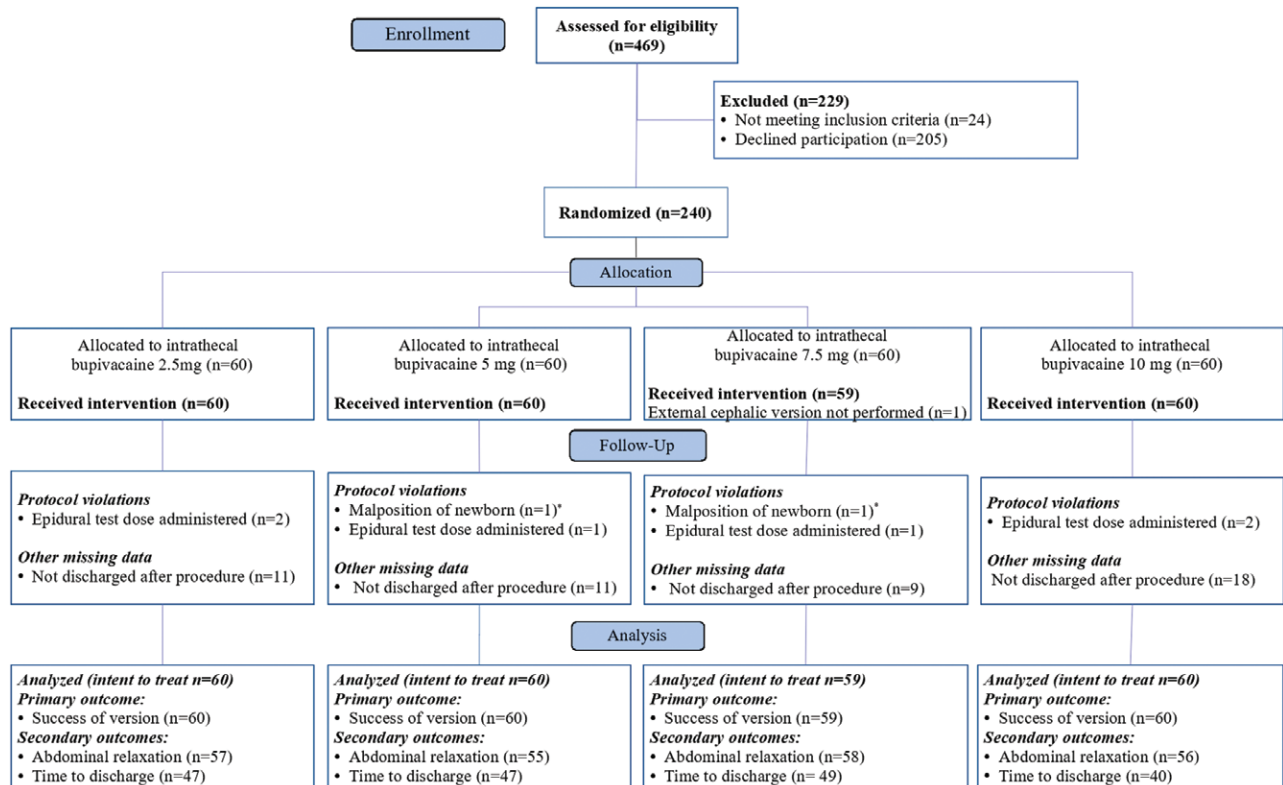 Enrollment
Assessed for eligibility
(n=469)
Excluded (n=229)
• Not meeting inclusion criteria (n=24)
• Declined participation (n=205)
Randomized (n=240)
Allocation
Allocated to intrathecal
bupivacaine 2.5mg (n=60)
Received intervention (n=60)
Allocated to intrathecal
bupivacaine 5 mg (n=60)
Received intervention (n=60)
Allocated to intrathecal
bupivacaine 7.5 mg (n=60)
Received intervention (n=59)
External cephalic version not performed (n=1)
Allocated to intrathecal
bupivacaine 10 mg (n=60)
Received intervention (n=60)
Follow-Up
Protocol violations
• Epidural test dose administered (n=2)
Other missing data
• Not discharged after procedure (n=11)
Protocol violations
• Malposition of newborn (n=1)*
• Epidural test dose administered (n=1)
Other missing data
• Not discharged after procedure (n=11)
Protocol violations
• Malposition of newborn (n=1)*
• Epidural test dose administered (n=1)
Other missing data
• Not discharged after procedure (n=9)
Protocol violations
• Epidural test dose administered (n=2)
Other missing data
Not discharged after procedure (n=18)
Analysis
Analyzed (intent to treat n=60)
Primary outcome:
• Success of version (n=60)
Secondary outcomes:
• Abdominal relaxation (n=57)
• Time to discharge (n=47)
Analyzed (intent to treat n=60)
Primary outcome:
• Success of version (n=60)
Secondary outcomes:
• Abdominal relaxation (n=55)
• Time to discharge (n=47)
Analyzed (intent to treat n=59)
Primary outcome:
• Success of version (n=59)
Secondary outcomes:
• Abdominal relaxation (n=58)
• Time to discharge (n= 49)
Analyzed (intent to treat n=60)
Primary outcome:
• Success of version (n=60)
Secondary outcomes:
• Abdominal relaxation (n=56)
• Time to discharge (n=40)